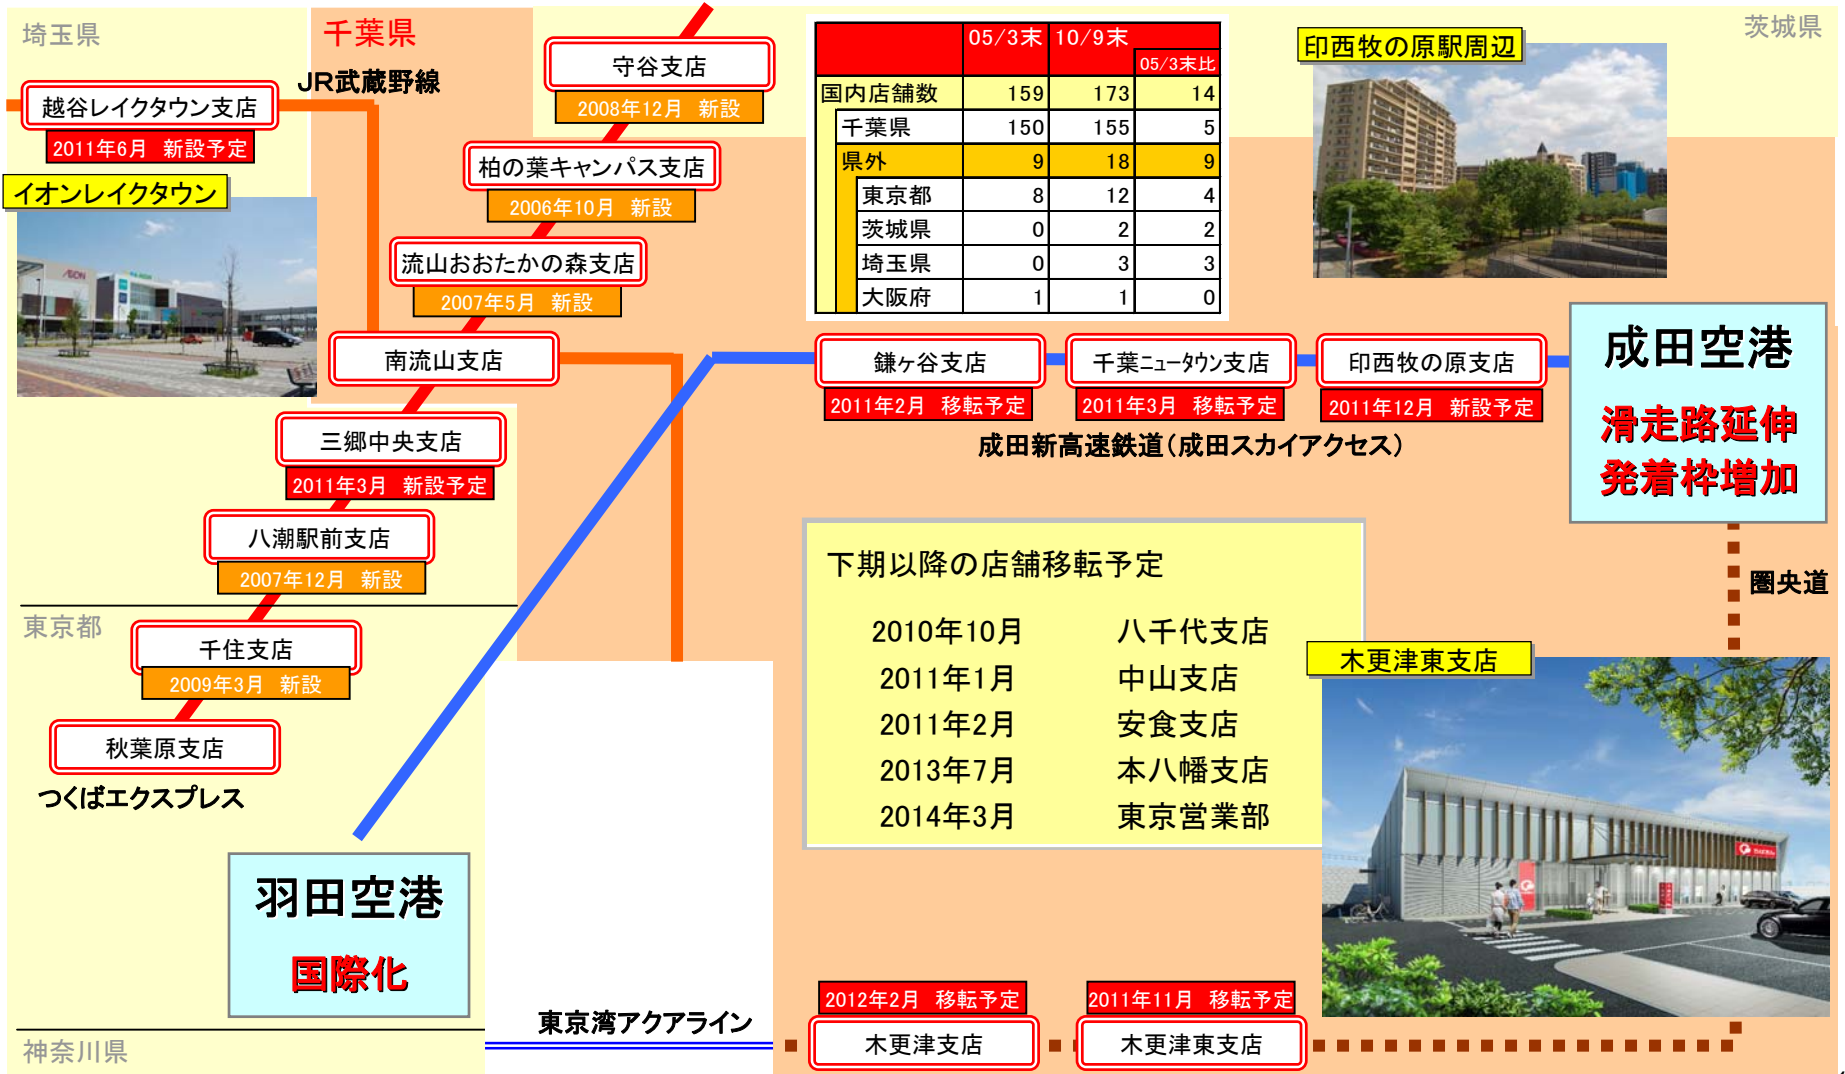 埼玉県
千葉県
茨城県
JR武蔵野線
守谷支店
2008年12月 新設
越谷レイクタウン支店
2011年6月 新設予定
柏の葉キャンパス支店
2006年10月 新設
イオンレイクタウン
AEON
流山おおたかの森支店
2007年5月 新設
南流山支店
三郷中央支店
2011年3月 新設予定
八潮駅前支店
2007年12月 新設
東京都
千住支店
2009年3月 新設
秋葉原支店
つくばエクスプレス
羽田空港
国際化
神奈川県
東京湾アクアライン
05/3末 10/9末
05/3末比
国内店舗数 159 173 14
千葉県 150 155 5
県外 9 18 9
東京都 8 12 4
茨城県 0 2 2
埼玉県 0 3 3
大阪府 1 1 0
印西牧の原駅周辺
鎌ヶ谷支店
2011年2月 移転予定
千葉ニュータウン支店
2011年3月 移転予定
印西牧の原支店
2011年12月 新設予定
成田新高速鉄道(成田スカイアクセス)
成田空港
滑走路延伸
発着枠増加
圏央道
下期以降の店舗移転予定
2010年10月 八千代支店
2011年1月 中山支店
2011年2月 安食支店
2013年7月 本八幡支店
2014年3月 東京営業部
木更津東支店
2012年2月 移転予定
木更津支店
2011年11月 移転予定
木更津東支店